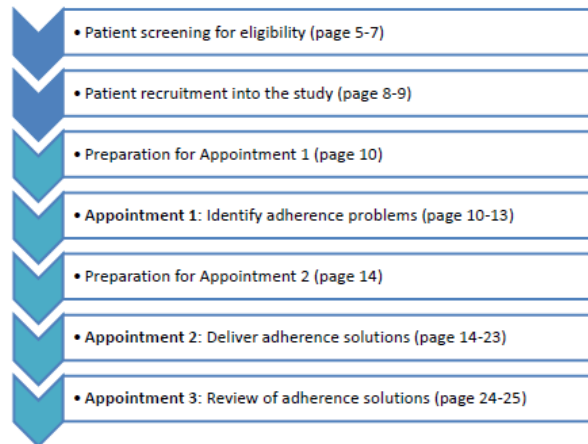 • Patient screening for eligibility (page 5-7)
• Patient recruitment into the study (page 8-9)
• Preparation for Appointment 1 (page 10)
• Appointment 1: Identify adherence problems (page 10-13)
• Preparation for Appointment 2 (page 14)
• Appointment 2: Deliver adherence solutions (page 14-23)
• Appointment 3: Review of adherence solutions (page 24-25)